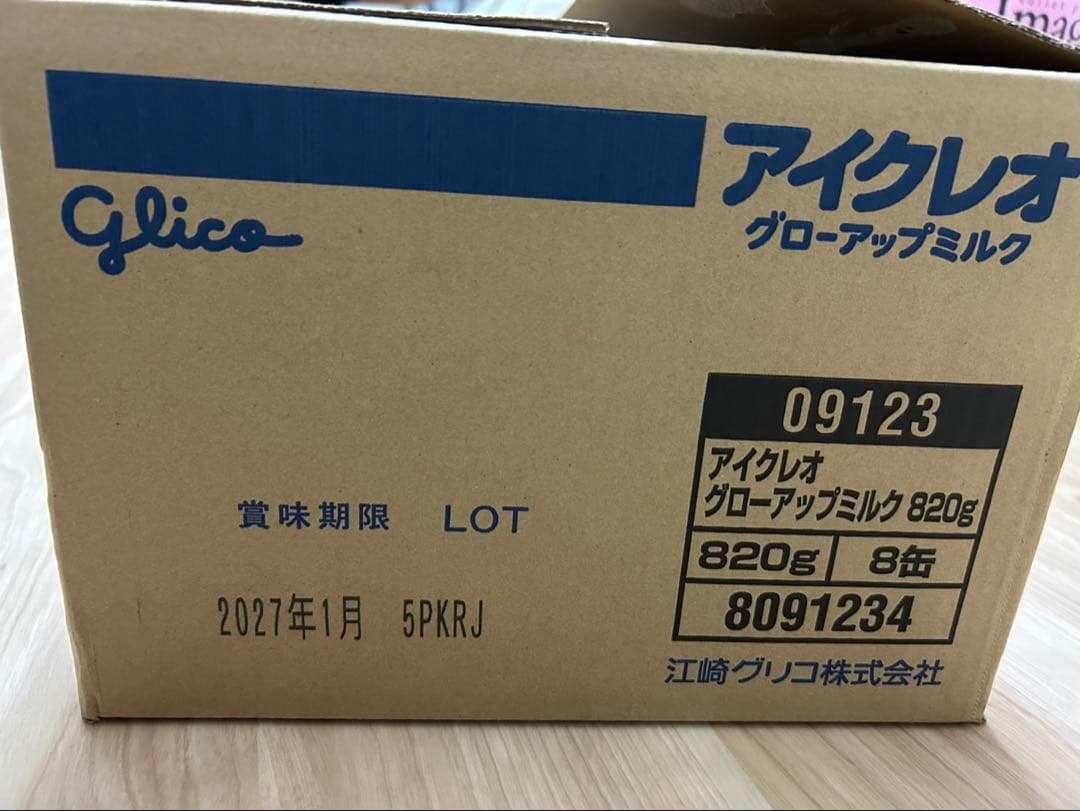 glico
アイクレオ
グローアップミルク
09123
アイクレオ
グローアップミルク 820g
820g 8缶
8091234
賞味期限 LOT
2027年1月 5PKRJ
江崎グリコ株式会社